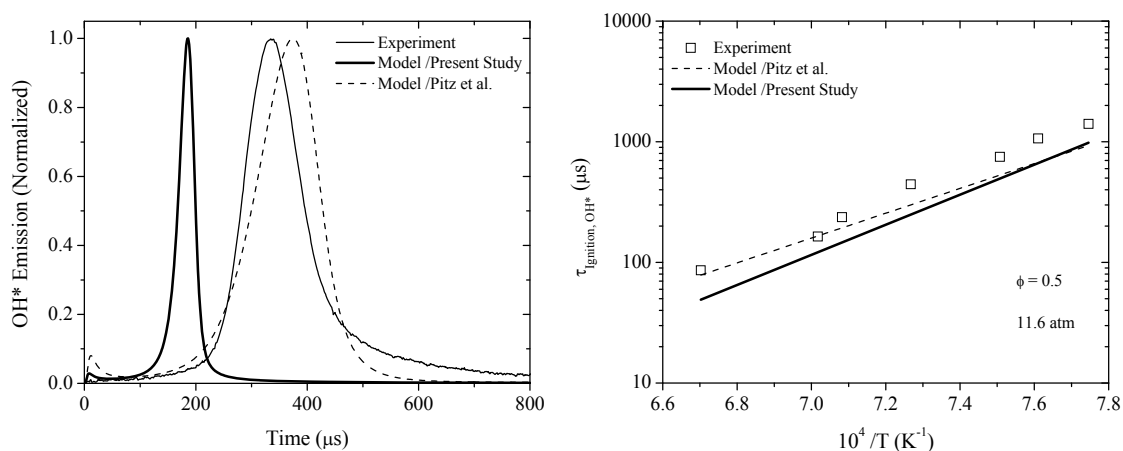 1.0
0.8
0.6
0.4
0.2
0.0
OH* Emission (Normalized)
Experiment
Model /Present Study
Model /Pitz et al.
0
200
400
600
800
Time (μs)
10000
1000
100
10
τIgnition, OH* (μs)
Experiment
Model /Pitz et al.
Model /Present Study
ϕ = 0.5
11.6 atm
6.6
6.8
7.0
7.2
7.4
7.6
7.8
10⁴ /T (K⁻¹)